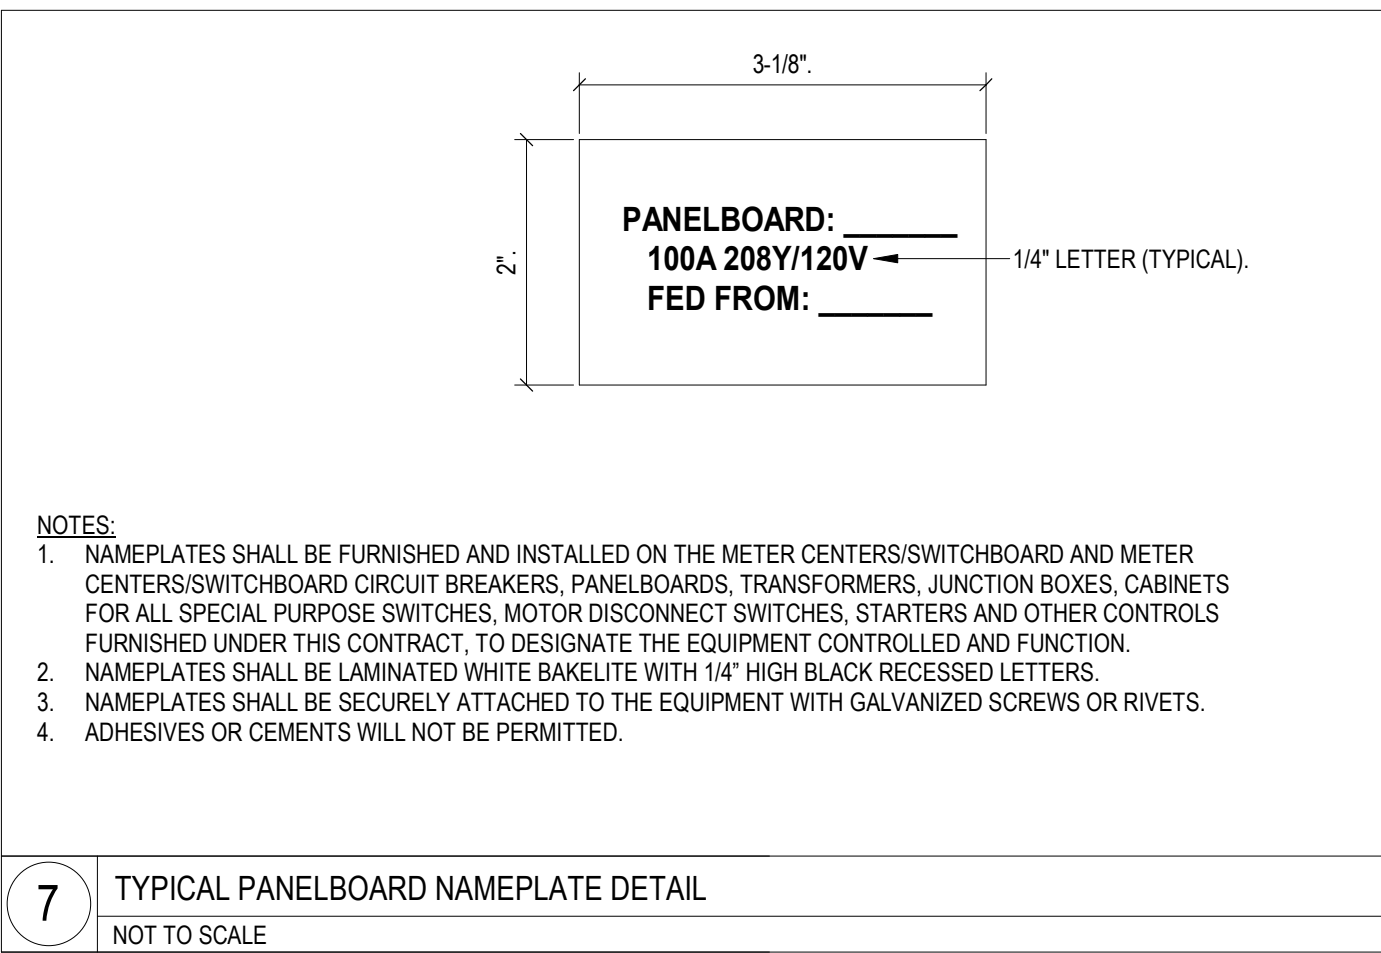 3-1/8".
2".
PANELBOARD: _______
100A 208Y/120V
1/4" LETTER (TYPICAL).
FED FROM: _______
NOTES:
1. NAMEPLATES SHALL BE FURNISHED AND INSTALLED ON THE METER CENTERS/SWITCHBOARD AND METER
CENTERS/SWITCHBOARD CIRCUIT BREAKERS, PANELBOARDS, TRANSFORMERS, JUNCTION BOXES, CABINETS
FOR ALL SPECIAL PURPOSE SWITCHES, MOTOR DISCONNECT SWITCHES, STARTERS AND OTHER CONTROLS
FURNISHED UNDER THIS CONTRACT, TO DESIGNATE THE EQUIPMENT CONTROLLED AND FUNCTION.
2. NAMEPLATES SHALL BE LAMINATED WHITE BAKELITE WITH 1/4” HIGH BLACK RECESSED LETTERS.
3. NAMEPLATES SHALL BE SECURELY ATTACHED TO THE EQUIPMENT WITH GALVANIZED SCREWS OR RIVETS.
4. ADHESIVES OR CEMENTS WILL NOT BE PERMITTED.
7
TYPICAL PANELBOARD NAMEPLATE DETAIL
NOT TO SCALE